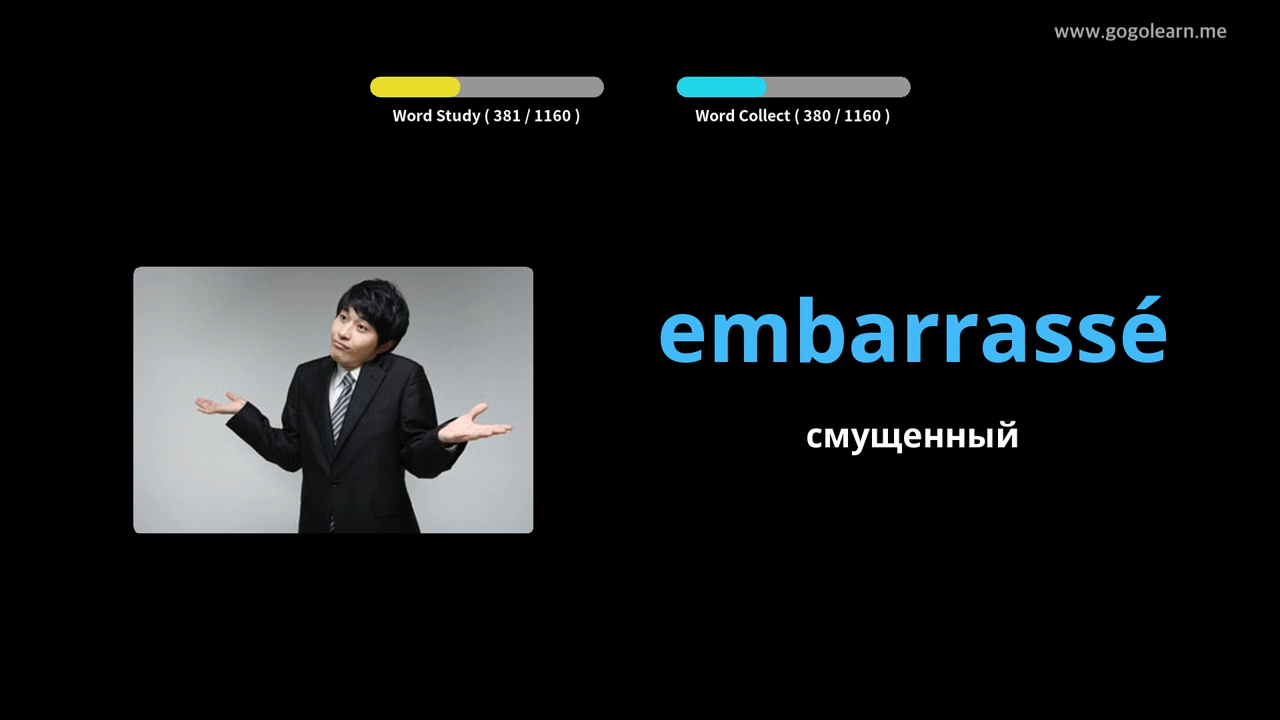 www.gogolearn.me
Word Study ( 381 / 1160 )
Word Collect ( 380 / 1160 )
embarrassé
смущенный